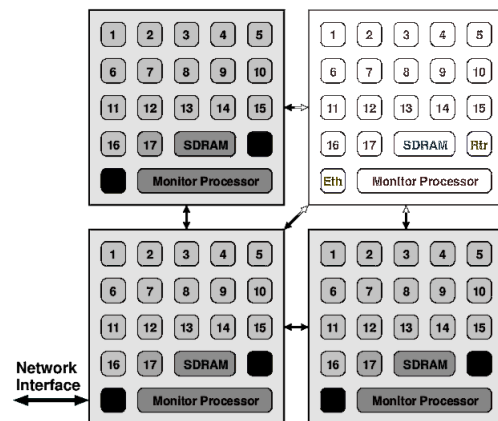 1 2 3 4 5
6 7 8 9 10
11 12 13 14 15
16 17 SDRAM
Monitor Processor
1 2 3 4 5
6 7 8 9 10
11 12 13 14 15
16 17 SDRAM Rtr
Eth Monitor Processor
1 2 3 4 5
6 7 8 9 10
11 12 13 14 15
16 17 SDRAM
Monitor Processor
1 2 3 4 5
6 7 8 9 10
11 12 13 14 15
16 17 SDRAM
Monitor Processor
Network
Interface